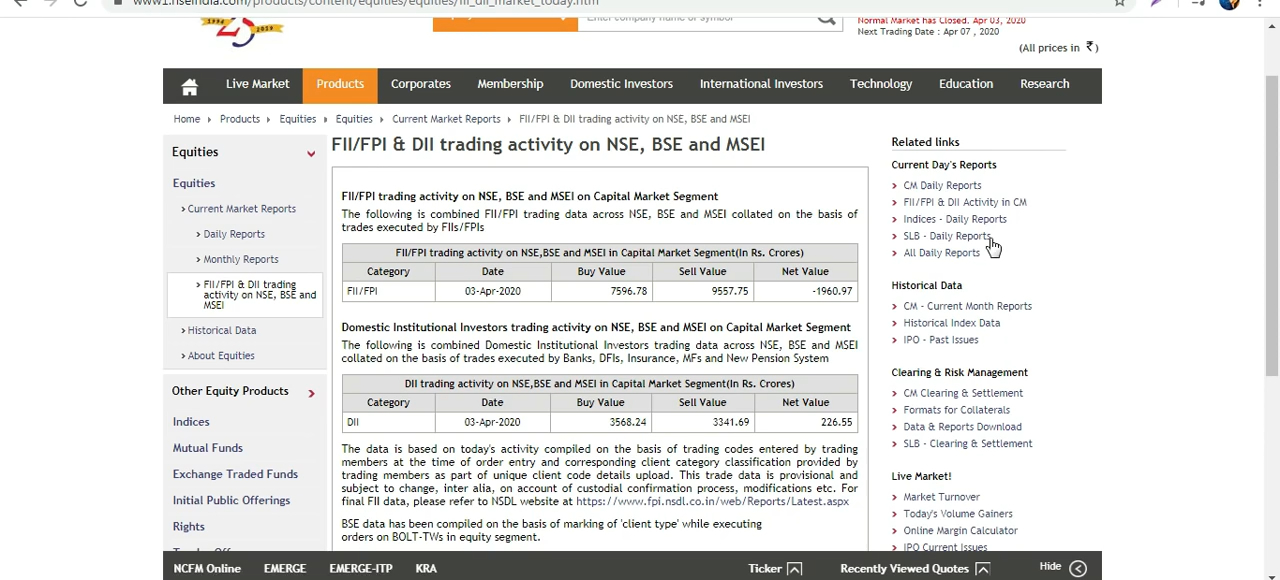 www1.nseindia.com/products/content/equities/equities/fii_dii_market_today.htm
Enter company name or symbol
Normal Market has Closed. Apr 03, 2020
Next Trading Date : Apr 07 , 2020
(All prices in ₹ )
Live Market Products Corporates Membership Domestic Investors International Investors Technology Education Research
Home Products Equities Equities Current Market Reports FII/FPI & DII trading activity on NSE, BSE and MSEI
Equities
Equities
Current Market Reports
Daily Reports
Monthly Reports
FII/FPI & DII trading
activity on NSE, BSE and
MSEI
Historical Data
About Equities
Other Equity Products
Indices
Mutual Funds
Exchange Traded Funds
Initial Public Offerings
Rights
FII/FPI & DII trading activity on NSE, BSE and MSEI
FII/FPI trading activity on NSE, BSE and MSEI on Capital Market Segment
The following is combined FII/FPI trading data across NSE, BSE and MSEI collated on the basis of
trades executed by FIIs/FPIs
FII/FPI trading activity on NSE,BSE and MSEI in Capital Market Segment(In Rs. Crores)
Category Date Buy Value Sell Value Net Value
FII/FPI 03-Apr-2020 7596.78 9557.75 -1960.97
Domestic Institutional Investors trading activity on NSE, BSE and MSEI on Capital Market Segment
The following is combined Domestic Institutional Investors trading data across NSE, BSE and MSEI
collated on the basis of trades executed by Banks, DFIs, Insurance, MFs and New Pension System
DII trading activity on NSE,BSE and MSEI in Capital Market Segment(In Rs. Crores)
Category Date Buy Value Sell Value Net Value
DII 03-Apr-2020 3568.24 3341.69 226.55
The data is based on today's activity compiled on the basis of trading codes entered by trading
members at the time of order entry and corresponding client category classification provided by
trading members as part of unique client code details upload. This trade data is provisional and
subject to change, inter alia, on account of custodial confirmation process, modifications etc. For
final FII data, please refer to NSDL website at https://www.fpi.nsdl.co.in/web/Reports/Latest.aspx
BSE data has been compiled on the basis of marking of 'client type' while executing
orders on BOLT-TWs in equity segment.
Related links
Current Day's Reports
CM Daily Reports
FII/FPI & DII Activity in CM
Indices - Daily Reports
SLB - Daily Reports
All Daily Reports
Historical Data
CM - Current Month Reports
Historical Index Data
IPO - Past Issues
Clearing & Risk Management
CM Clearing & Settlement
Formats for Collaterals
Data & Reports Download
SLB - Clearing & Settlement
Live Market!
Market Turnover
Today's Volume Gainers
Online Margin Calculator
IPO Current Issues
NCFM Online EMERGE EMERGE-ITP KRA Ticker Recently Viewed Quotes Hide